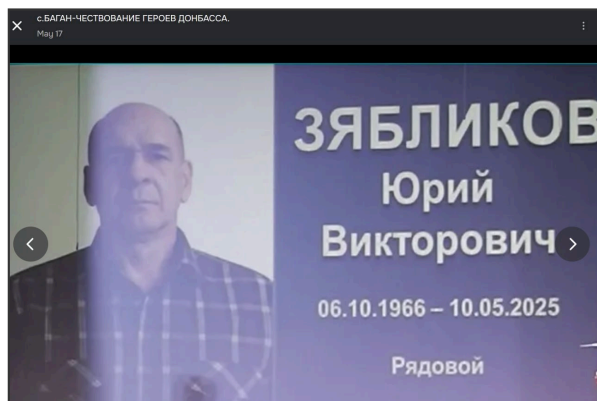 с.БАГАН-ЧЕСТВОВАНИЕ ГЕРОЕВ ДОНБАССА.
May 17
ЗЯБЛИКОВ
Юрий
Викторович
06.10.1966 – 10.05.2025
Рядовой